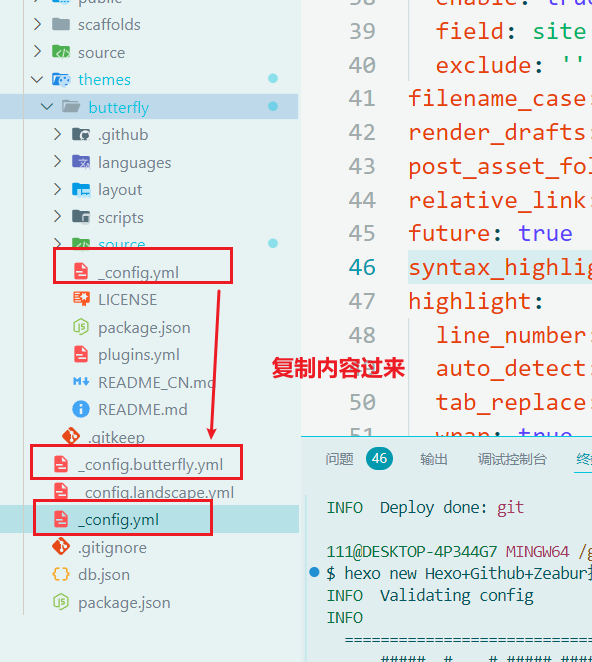 public
scaffolds
source
themes
butterfly
.github
languages
layout
scripts
source
_config.yml
LICENSE
package.json
plugins.yml
README_CN.md
README.md
.gitkeep
_config.butterfly.yml
_config.landscape.yml
_config.yml
.gitignore
db.json
package.json
复制内容过来
38 enable: true
39 field: site
40 exclude: ''
41 filename_case:
42 render_drafts:
43 post_asset_fol
44 relative_link:
45 future: true
46 syntax_highlig
47 highlight:
48 line_number:
49 auto_detect:
50 tab_replace:
51 wrap: true
问题 46 输出 调试控制台
INFO Deploy done: git
111@DESKTOP-4P344G7 MINGW64 /g
$ hexo new Hexo+Github+Zeabur
INFO Validating config
INFO
==============================
##### # # ##### ####